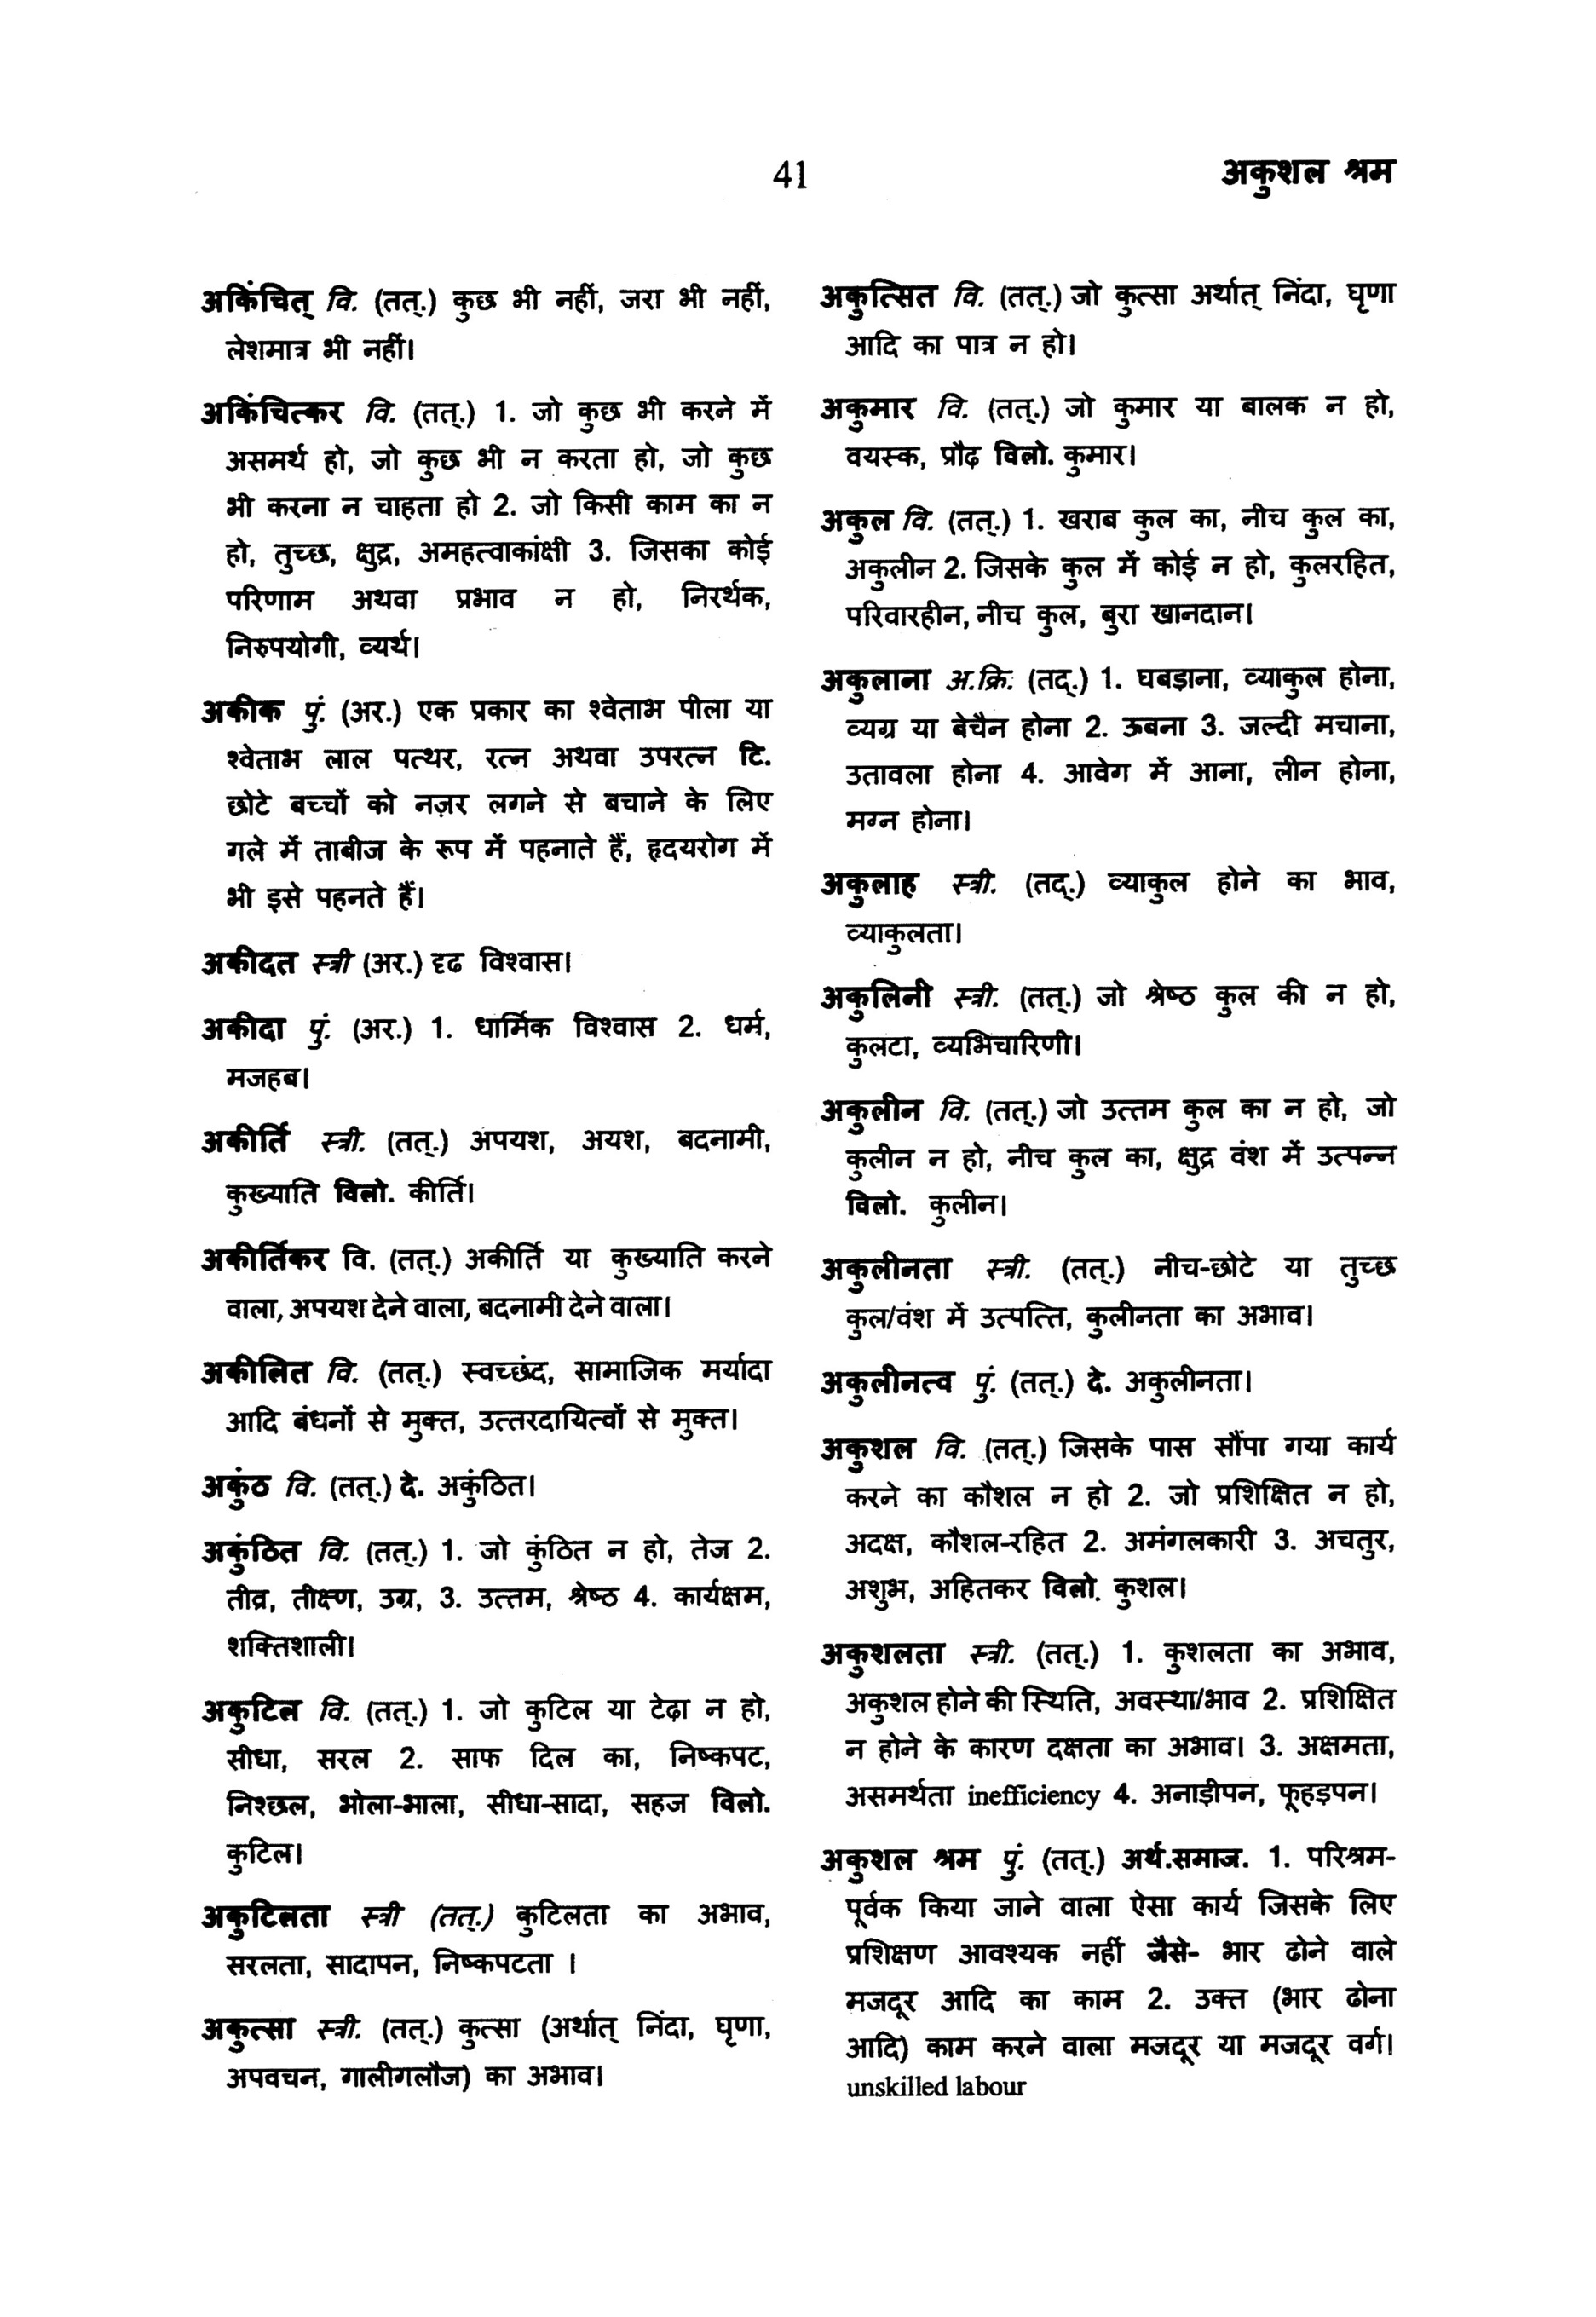 41
अकुशल श्रम
अकिंचित् वि. (तत्.) कुछ भी नहीं, जरा भी नहीं,
लेशमात्र भी नहीं।
अकिंचित्कर वि. (तत्.) 1. जो कुछ भी करने में
असमर्थ हो, जो कुछ भी न करता हो, जो कुछ
भी करना न चाहता हो 2. जो किसी काम का न
हो, तुच्छ, क्षुद्र, अमहत्वाकांक्षी 3. जिसका कोई
परिणाम अथवा प्रभाव न हो, निरर्थक,
निरुपयोगी, व्यर्थ।
अकीक पुं. (अर.) एक प्रकार का श्वेताभ पीला या
श्वेताभ लाल पत्थर, रत्न अथवा उपरत्न टि.
छोटे बच्चों को नज़र लगने से बचाने के लिए
गले में ताबीज के रूप में पहनाते हैं, हृदयरोग में
भी इसे पहनते हैं।
अकीदत स्त्री (अर.) दृढ विश्वास।
अकीदा पुं. (अर.) 1. धार्मिक विश्वास 2. धर्म,
मजहब।
अकीर्ति स्त्री. (तत्.) अपयश, अयश, बदनामी,
कुख्याति विलो. कीर्ति।
अकीर्तिकर वि. (तत्.) अकीर्ति या कुख्याति करने
वाला, अपयश देने वाला, बदनामी देने वाला।
अकीलित वि. (तत्.) स्वच्छंद, सामाजिक मर्यादा
आदि बंधनों से मुक्त, उत्तरदायित्वों से मुक्त।
अकुंठ वि. (तत्.) दे. अकुंठित।
अकुंठित वि. (तत्.) 1. जो कुंठित न हो, तेज 2.
तीव्र, तीक्ष्ण, उग्र, 3. उत्तम, श्रेष्ठ 4. कार्यक्षम,
शक्तिशाली।
अकुटिल वि. (तत्.) 1. जो कुटिल या टेढ़ा न हो,
सीधा, सरल 2. साफ दिल का, निष्कपट,
निश्छल, भोला-भाला, सीधा-सादा, सहज विलो.
कुटिल।
अकुटिलता स्त्री (तत्.) कुटिलता का अभाव,
सरलता, सादापन, निष्कपटता ।
अकुत्सा स्त्री. (तत्.) कुत्सा (अर्थात् निंदा, घृणा,
अपवचन, गालीगलौज) का अभाव।
अकुत्सित वि. (तत्.) जो कुत्सा अर्थात् निंदा, घृणा
आदि का पात्र न हो।
अकुमार वि. (तत्.) जो कुमार या बालक न हो,
वयस्क, प्रौढ़ विलो. कुमार।
अकुल वि. (तत्.) 1. खराब कुल का, नीच कुल का,
अकुलीन 2. जिसके कुल में कोई न हो, कुलरहित,
परिवारहीन, नीच कुल, बुरा खानदान।
अकुलाना अ.क्रि. (तद्.) 1. घबड़ाना, व्याकुल होना,
व्यग्र या बेचैन होना 2. ऊबना 3. जल्दी मचाना,
उतावला होना 4. आवेग में आना, लीन होना,
मग्न होना।
अकुलाह स्त्री. (तद्.) व्याकुल होने का भाव,
व्याकुलता।
अकुलिनी स्त्री. (तत्.) जो श्रेष्ठ कुल की न हो,
कुलटा, व्यभिचारिणी।
अकुलीन वि. (तत्.) जो उत्तम कुल का न हो, जो
कुलीन न हो, नीच कुल का, क्षुद्र वंश में उत्पन्न
विलो. कुलीन।
अकुलीनता स्त्री. (तत्.) नीच-छोटे या तुच्छ
कुल/वंश में उत्पत्ति, कुलीनता का अभाव।
अकुलीनत्व पुं. (तत्.) दे. अकुलीनता।
अकुशल वि. (तत्.) जिसके पास सौंपा गया कार्य
करने का कौशल न हो 2. जो प्रशिक्षित न हो,
अदक्ष, कौशल-रहित 2. अमंगलकारी 3. अचतुर,
अशुभ, अहितकर विलो. कुशल।
अकुशलता स्त्री. (तत्.) 1. कुशलता का अभाव,
अकुशल होने की स्थिति, अवस्था/भाव 2. प्रशिक्षित
न होने के कारण दक्षता का अभाव। 3. अक्षमता,
असमर्थता inefficiency 4. अनाड़ीपन, फूहड़पन।
अकुशल श्रम पुं. (तत्.) अर्थ.समाज. 1. परिश्रम-
पूर्वक किया जाने वाला ऐसा कार्य जिसके लिए
प्रशिक्षण आवश्यक नहीं जैसे- भार ढोने वाले
मजदूर आदि का काम 2. उक्त (भार ढोना
आदि) काम करने वाला मजदूर या मजदूर वर्ग।
unskilled labour